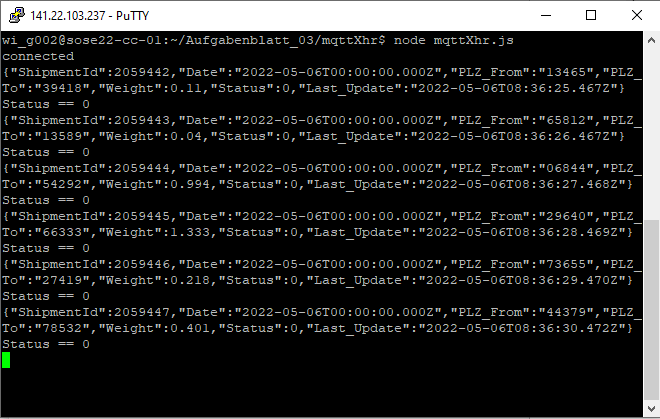 141.22.103.237 - PuTTY
wi_g002@sose22-cc-01:~/Aufgabenblatt_03/mqttXhr$ node mqttXhr.js
connected
{"ShipmentId":2059442,"Date":"2022-05-06T00:00:00.000Z","PLZ_From":"13465","PLZ_
To":"39418","Weight":0.11,"Status":0,"Last_Update":"2022-05-06T08:36:25.467Z"}
Status == 0
{"ShipmentId":2059443,"Date":"2022-05-06T00:00:00.000Z","PLZ_From":"65812","PLZ_
To":"13589","Weight":0.04,"Status":0,"Last_Update":"2022-05-06T08:36:26.467Z"}
Status == 0
{"ShipmentId":2059444,"Date":"2022-05-06T00:00:00.000Z","PLZ_From":"06844","PLZ_
To":"54292","Weight":0.994,"Status":0,"Last_Update":"2022-05-06T08:36:27.468Z"}
Status == 0
{"ShipmentId":2059445,"Date":"2022-05-06T00:00:00.000Z","PLZ_From":"29640","PLZ_
To":"66333","Weight":1.333,"Status":0,"Last_Update":"2022-05-06T08:36:28.469Z"}
Status == 0
{"ShipmentId":2059446,"Date":"2022-05-06T00:00:00.000Z","PLZ_From":"73655","PLZ_
To":"27419","Weight":0.218,"Status":0,"Last_Update":"2022-05-06T08:36:29.470Z"}
Status == 0
{"ShipmentId":2059447,"Date":"2022-05-06T00:00:00.000Z","PLZ_From":"44379","PLZ_
To":"78532","Weight":0.401,"Status":0,"Last_Update":"2022-05-06T08:36:30.472Z"}
Status == 0